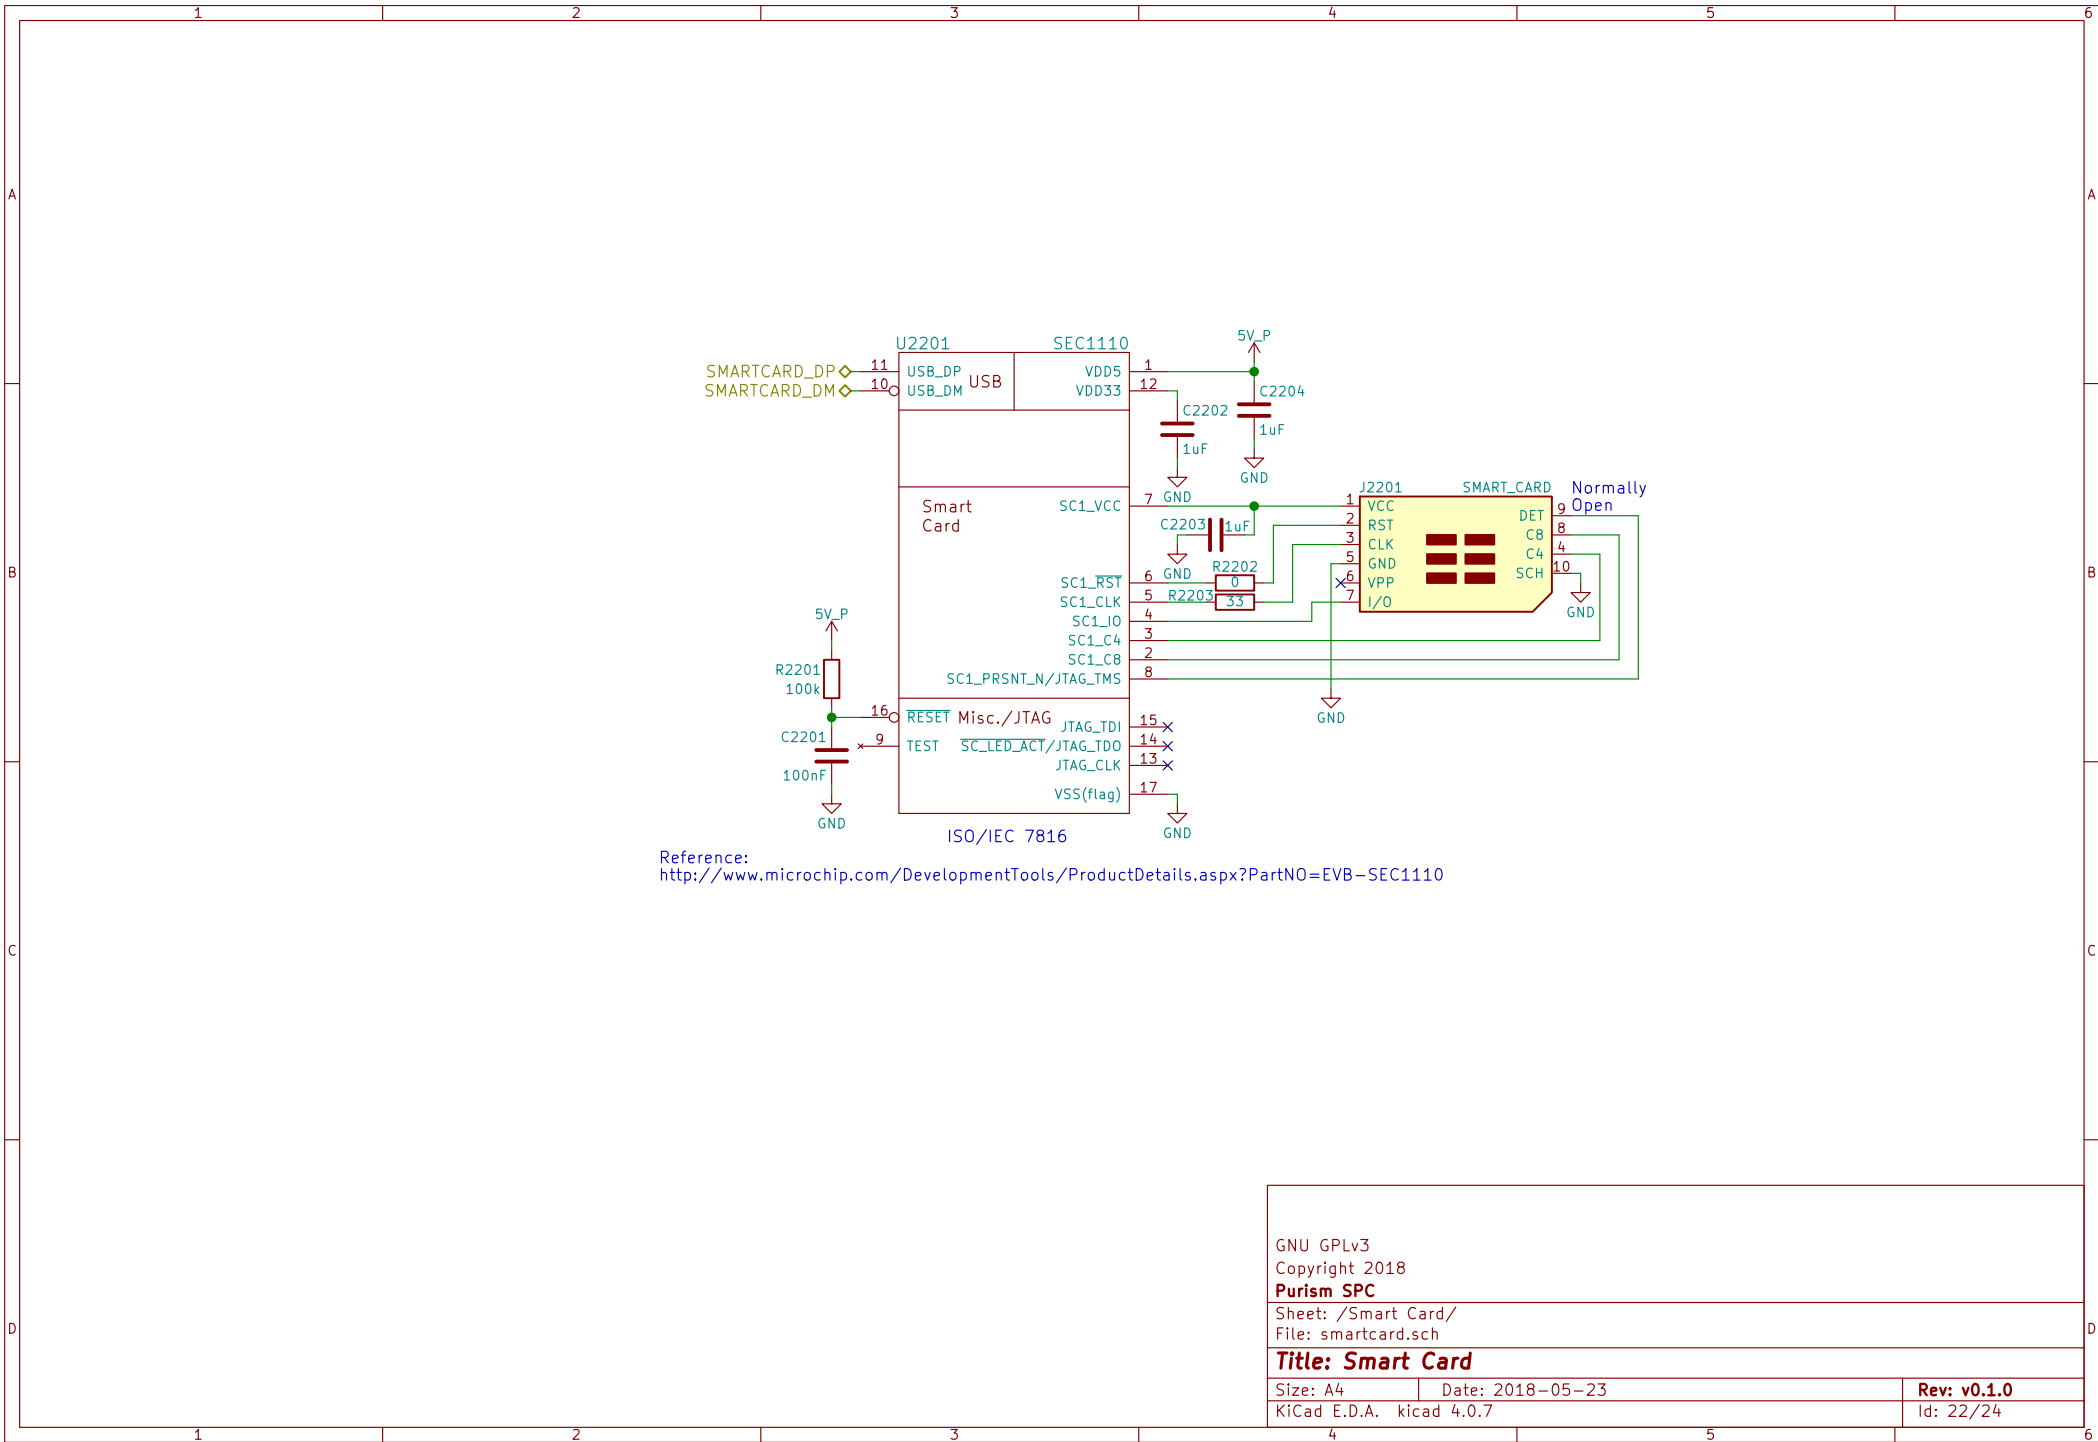 1 2 3 4 5 6
A A
B B
C C
D D
5V_P
U2201 SEC1110
SMARTCARD_DP 11 USB_DP USB VDD5 1
SMARTCARD_DM 10 USB_DM VDD33 12
C2204
1uF
GND
C2202
1uF
GND
Smart
Card
SC1_VCC 7
C2203 1uF
GND
SC1_RST 6
R2202
0
SC1_CLK 5
R2203
33
SC1_IO 4
SC1_C4 3
SC1_C8 2
SC1_PRSNT_N/JTAG_TMS 8
J2201 SMART_CARD
Normally
Open
1 VCC
2 RST
3 CLK
5 GND
6 VPP
7 I/O
DET 9
C8 8
C4 4
SCH 10
GND
GND
5V_P
R2201
100k
16 RESET Misc./JTAG
C2201
100nF
GND
9 TEST
JTAG_TDI 15
SC_LED_ACT/JTAG_TDO 14
JTAG_CLK 13
VSS(flag) 17
GND
ISO/IEC 7816
Reference:
http://www.microchip.com/DevelopmentTools/ProductDetails.aspx?PartNO=EVB-SEC1110
GNU GPLv3
Copyright 2018
Purism SPC
Sheet: /Smart Card/
File: smartcard.sch
Title: Smart Card
Size: A4 Date: 2018-05-23 Rev: v0.1.0
KiCad E.D.A. kicad 4.0.7 Id: 22/24
1 2 3 4 5 6